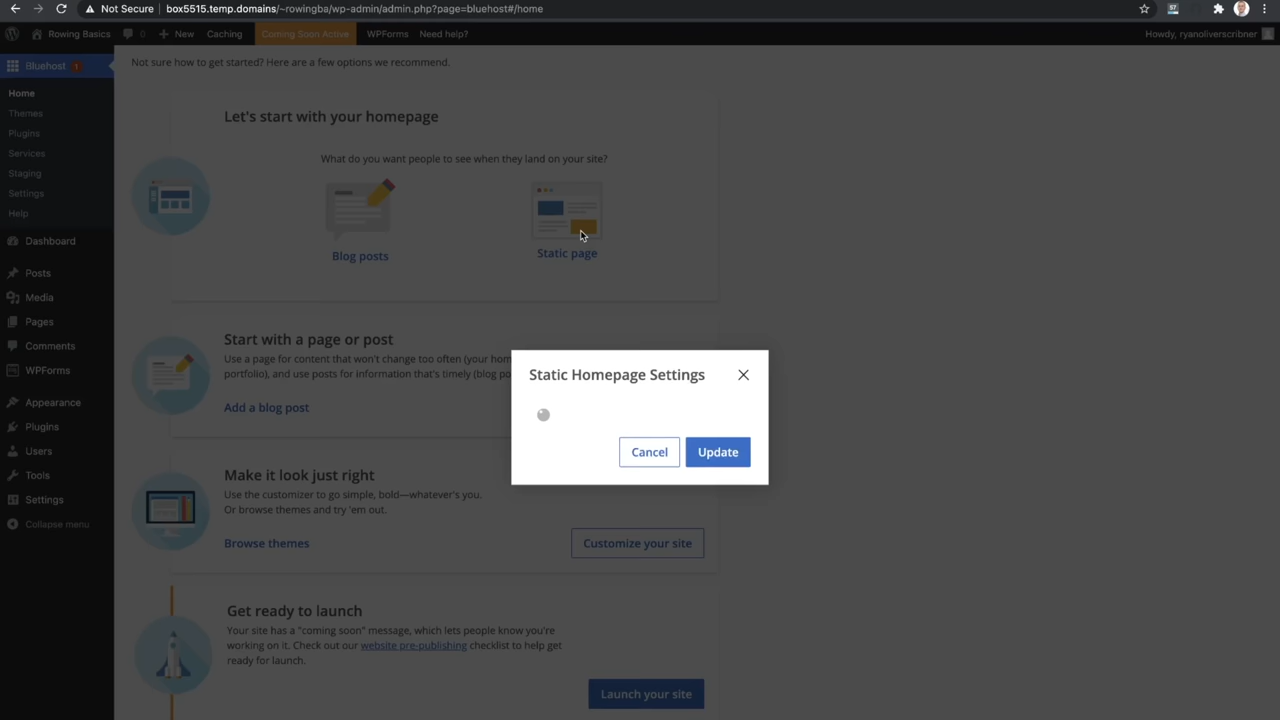 Not Secure box5515.temp.domains/~rowingba/wp-admin/admin.php?page=bluehost#/home
Rowing Basics 0 New Caching Coming Soon Active WPForms Need help? Howdy, ryanoliverscribner
Bluehost 1
Home
Themes
Plugins
Services
Staging
Settings
Help
Dashboard
Posts
Media
Pages
Comments
WPForms
Appearance
Plugins
Users
Tools
Settings
Collapse menu
Not sure how to get started? Here are a few options we recommend.
Let's start with your homepage
What do you want people to see when they land on your site?
Blog posts
Static page
Start with a page or post
Use a page for content that won't change too often (your hom
portfolio), and use posts for information that's timely (blog po
Add a blog post
Static Homepage Settings
Cancel
Update
Make it look just right
Use the customizer to go simple, bold—whatever's you.
Or browse themes and try 'em out.
Browse themes
Customize your site
Get ready to launch
Your site has a "coming soon" message, which lets people know you're
working on it. Check out our website pre-publishing checklist to help get
ready for launch.
Launch your site